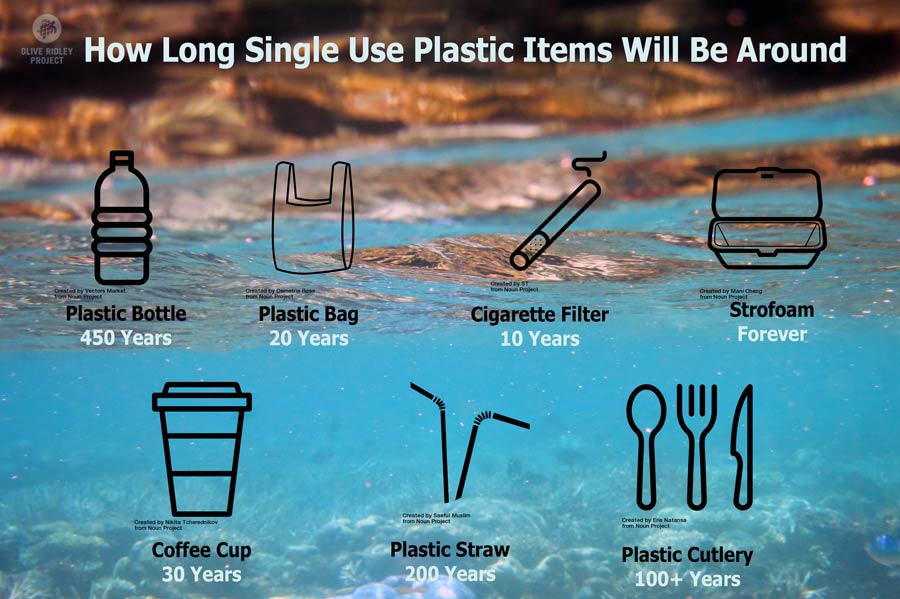 OLIVE RIDLEY
PROJECT
How Long Single Use Plastic Items Will Be Around
Created by Vectors Market
from Noun Project
Plastic Bottle
450 Years
Created by Demetria Rose
from Noun Project
Plastic Bag
20 Years
Created by ST
from Noun Project
Cigarette Filter
10 Years
Created by Mani Cheng
from Noun Project
Strofoam
Forever
Created by Nikita Tcherednikov
from Noun Project
Coffee Cup
30 Years
Created by Saeful Muslim
from Noun Project
Plastic Straw
200 Years
Created by Eris Natansa
from Noun Project
Plastic Cutlery
100+ Years